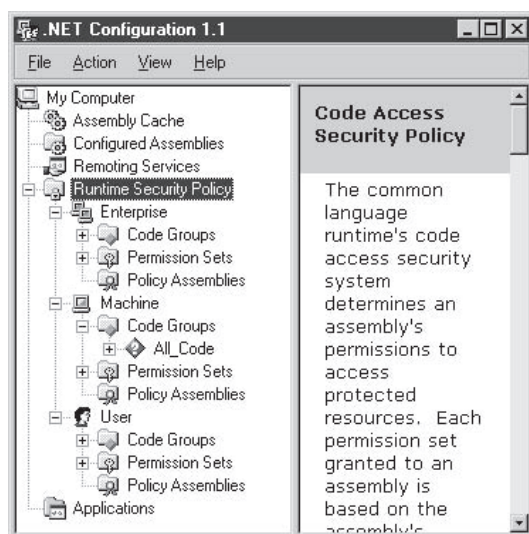 .NET Configuration 1.1
File Action View Help
My Computer
Assembly Cache
Configured Assemblies
Remoting Services
Runtime Security Policy
Enterprise
Code Groups
Permission Sets
Policy Assemblies
Machine
Code Groups
All_Code
Permission Sets
Policy Assemblies
User
Code Groups
Permission Sets
Policy Assemblies
Applications
Code Access
Security Policy
The common
language
runtime's code
access security
system
determines an
assembly's
permissions to
access
protected
resources. Each
permission set
granted to an
assembly is
based on the
assembly's